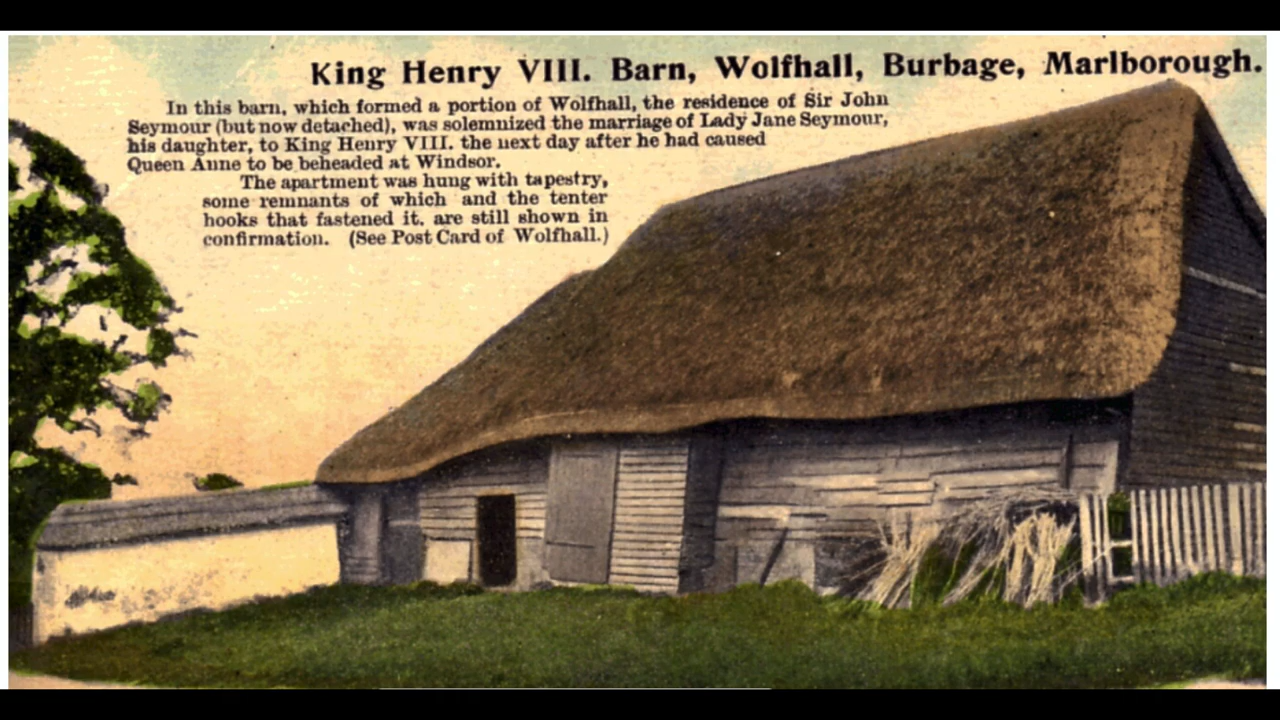 King Henry VIII. Barn, Wolfhall, Burbage, Marlborough.
In this barn, which formed a portion of Wolfhall, the residence of Sir John
Seymour (but now detached), was solemnized the marriage of Lady Jane Seymour,
his daughter, to King Henry VIII. the next day after he had caused
Queen Anne to be beheaded at Windsor.
The apartment was hung with tapestry,
some remnants of which and the tenter
hooks that fastened it. are still shown in
confirmation. (See Post Card of Wolfhall.)